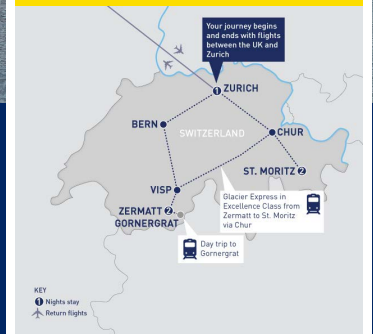 Your journey begins
and ends with flights
between the UK and
Zurich
1 ZURICH
BERN
SWITZERLAND
CHUR
ST. MORITZ 2
VISP
Glacier Express in
Excellence Class from
Zermatt to St. Moritz
via Chur
ZERMATT 2
GORNERGRAT
Day trip to
Gornergrat
KEY
1 Nights stay
Return flights